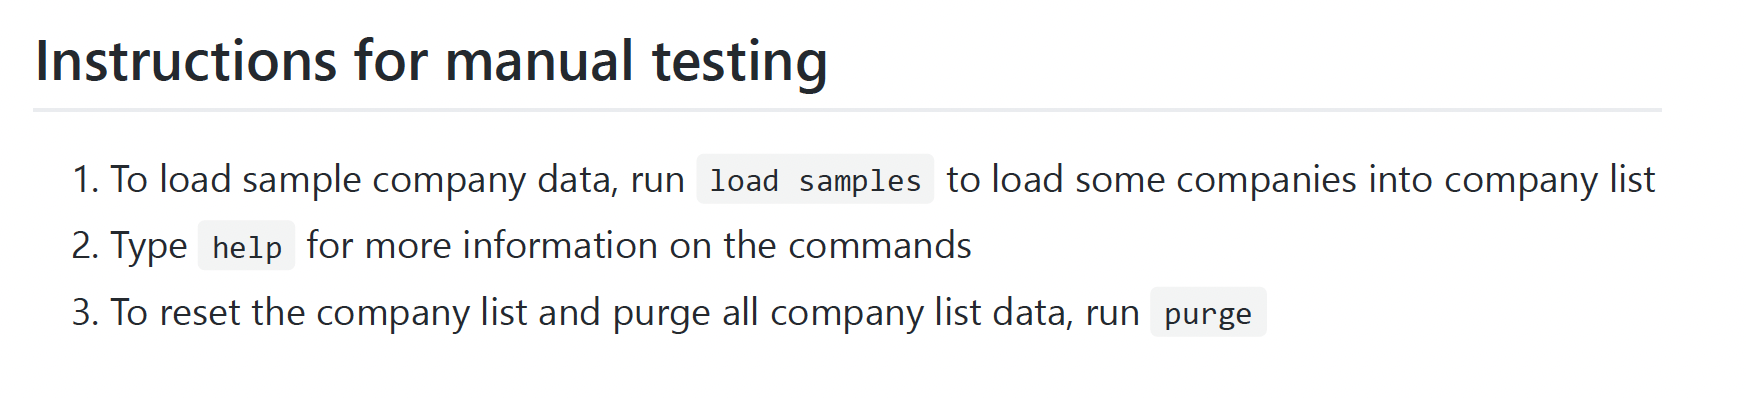 Instructions for manual testing
1. To load sample company data, run load samples to load some companies into company list
2. Type help for more information on the commands
3. To reset the company list and purge all company list data, run purge